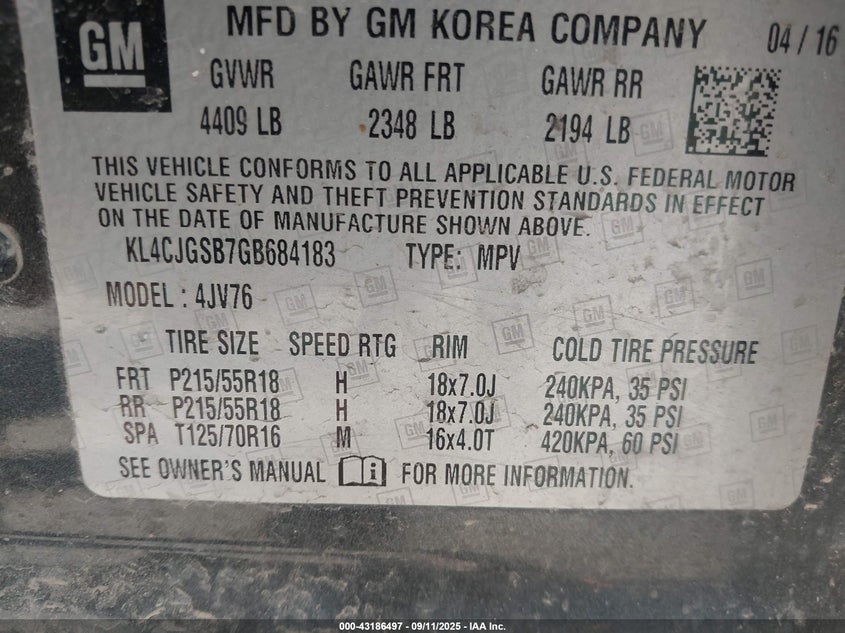 GM MFD BY GM KOREA COMPANY 04 / 16
GVWR GAWR FRT GAWR RR
4409 LB 2348 LB 2194 LB
THIS VEHICLE CONFORMS TO ALL APPLICABLE U.S. FEDERAL MOTOR
VEHICLE SAFETY AND THEFT PREVENTION STANDARDS IN EFFECT
ON THE DATE OF MANUFACTURE SHOWN ABOVE.
KL4CJGSB7GB684183 TYPE: MPV
MODEL : 4JV76
TIRE SIZE SPEED RTG RIM COLD TIRE PRESSURE
FRT P215/55R18 H 18x7.0J 240KPA, 35 PSI
RR P215/55R18 H 18x7.0J 240KPA, 35 PSI
SPA T125/70R16 M 16x4.0T 420KPA, 60 PSI
SEE OWNER'S MANUAL i FOR MORE INFORMATION.
000-43186497 - 09/11/2025 - IAA Inc.